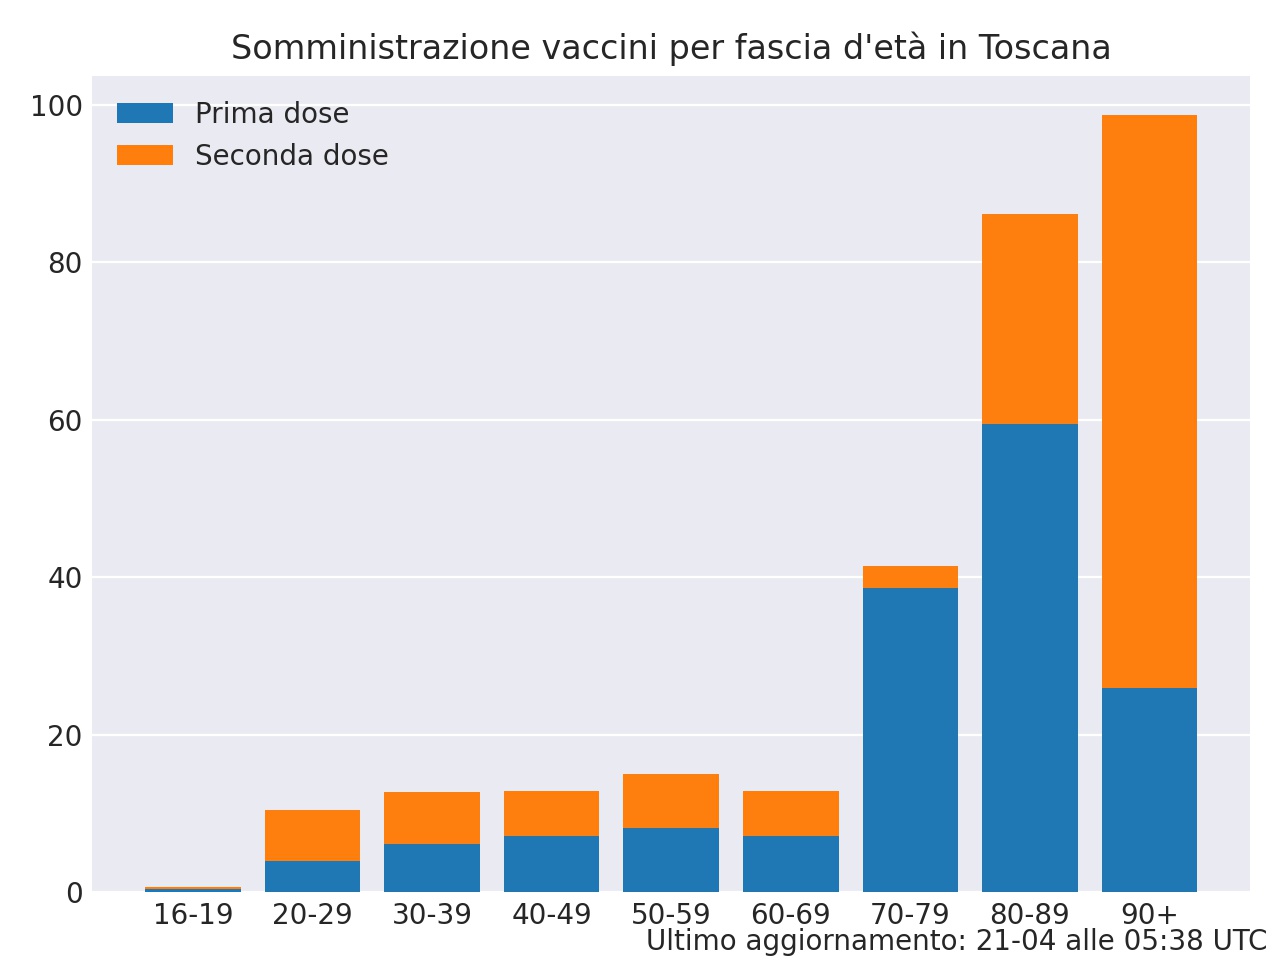 Somministrazione vaccini per fascia d'età in Toscana
100
80
60
40
20
0
Prima dose
Seconda dose
16-19 20-29 30-39 40-49 50-59 60-69 70-79 80-89 90+
Ultimo aggiornamento: 21-04 alle 05:38 UTC